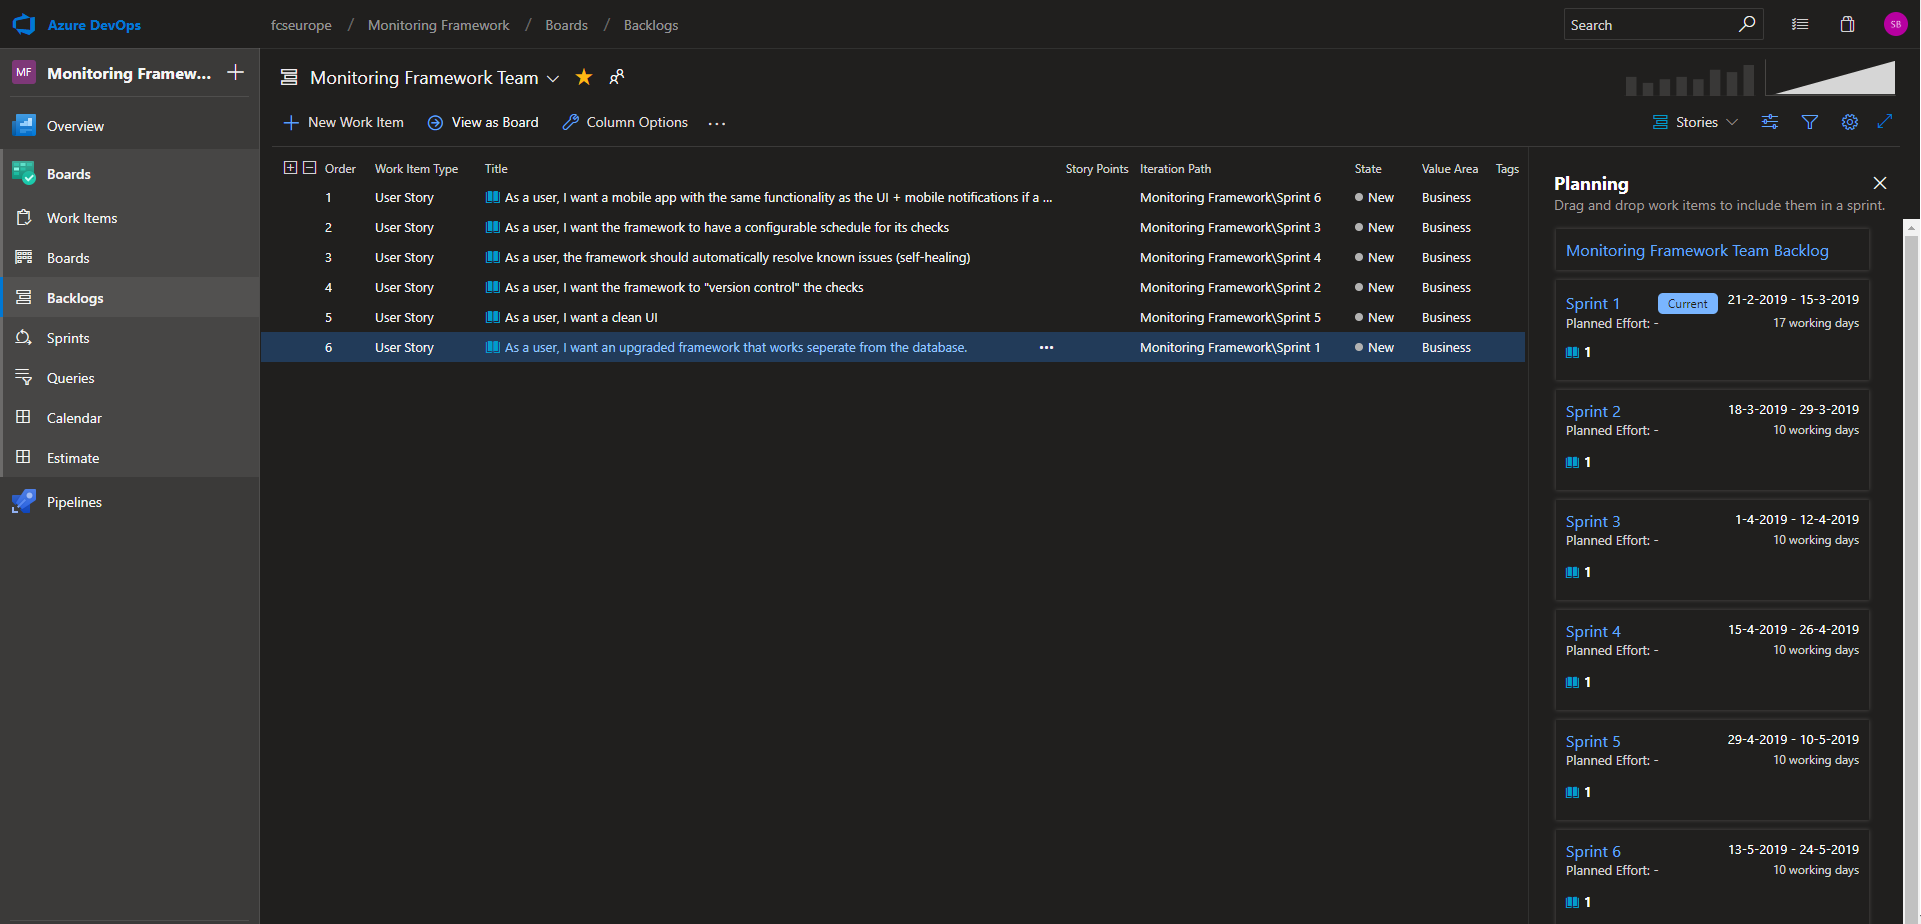 Azure DevOps
fcseurope / Monitoring Framework / Boards / Backlogs
Search
SB
MF Monitoring Framew...
Overview
Boards
Work Items
Boards
Backlogs
Sprints
Queries
Calendar
Estimate
Pipelines
Monitoring Framework Team
New Work Item View as Board Column Options ...
Stories
Order Work Item Type Title Story Points Iteration Path State Value Area Tags
1 User Story As a user, I want a mobile app with the same functionality as the UI + mobile notifications if a ... Monitoring Framework\Sprint 6 New Business
2 User Story As a user, I want the framework to have a configurable schedule for its checks Monitoring Framework\Sprint 3 New Business
3 User Story As a user, the framework should automatically resolve known issues (self-healing) Monitoring Framework\Sprint 4 New Business
4 User Story As a user, I want the framework to "version control" the checks Monitoring Framework\Sprint 2 New Business
5 User Story As a user, I want a clean UI Monitoring Framework\Sprint 5 New Business
6 User Story As a user, I want an upgraded framework that works seperate from the database. ... Monitoring Framework\Sprint 1 New Business
Planning
Drag and drop work items to include them in a sprint.
Monitoring Framework Team Backlog
Sprint 1 Current 21-2-2019 - 15-3-2019
Planned Effort: - 17 working days
1
Sprint 2 18-3-2019 - 29-3-2019
Planned Effort: - 10 working days
1
Sprint 3 1-4-2019 - 12-4-2019
Planned Effort: - 10 working days
1
Sprint 4 15-4-2019 - 26-4-2019
Planned Effort: - 10 working days
1
Sprint 5 29-4-2019 - 10-5-2019
Planned Effort: - 10 working days
1
Sprint 6 13-5-2019 - 24-5-2019
Planned Effort: - 10 working days
1